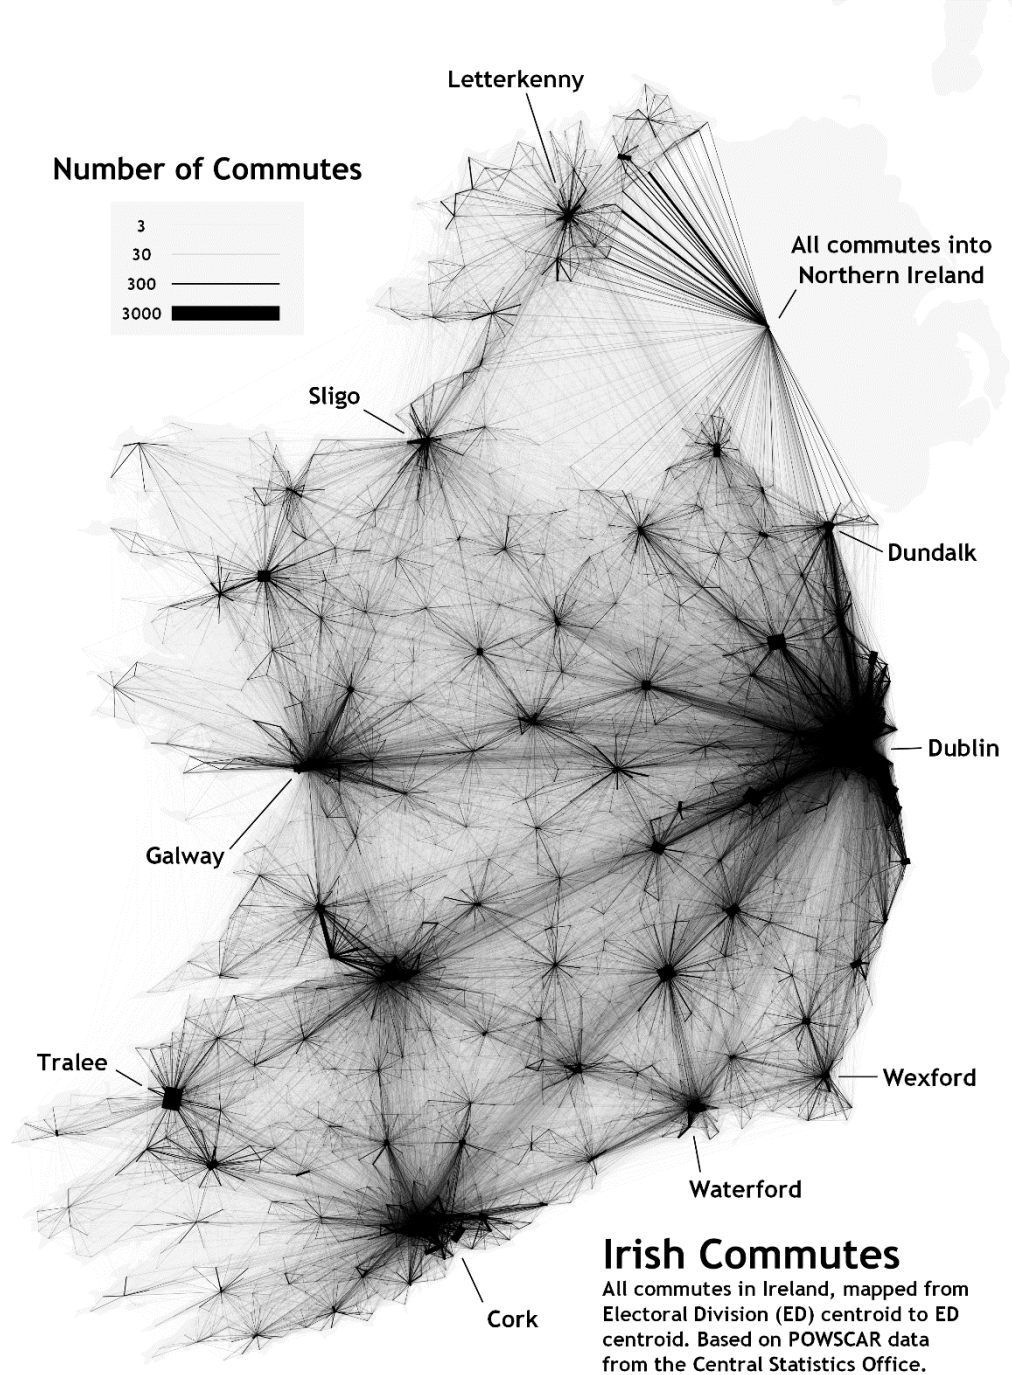 Letterkenny
Number of Commutes
3
30
300
3000
All commutes into
Northern Ireland
Sligo
Dundalk
Dublin
Galway
Tralee
Wexford
Waterford
Cork
Irish Commutes
All commutes in Ireland, mapped from
Electoral Division (ED) centroid to ED
centroid. Based on POWSCAR data
from the Central Statistics Office.